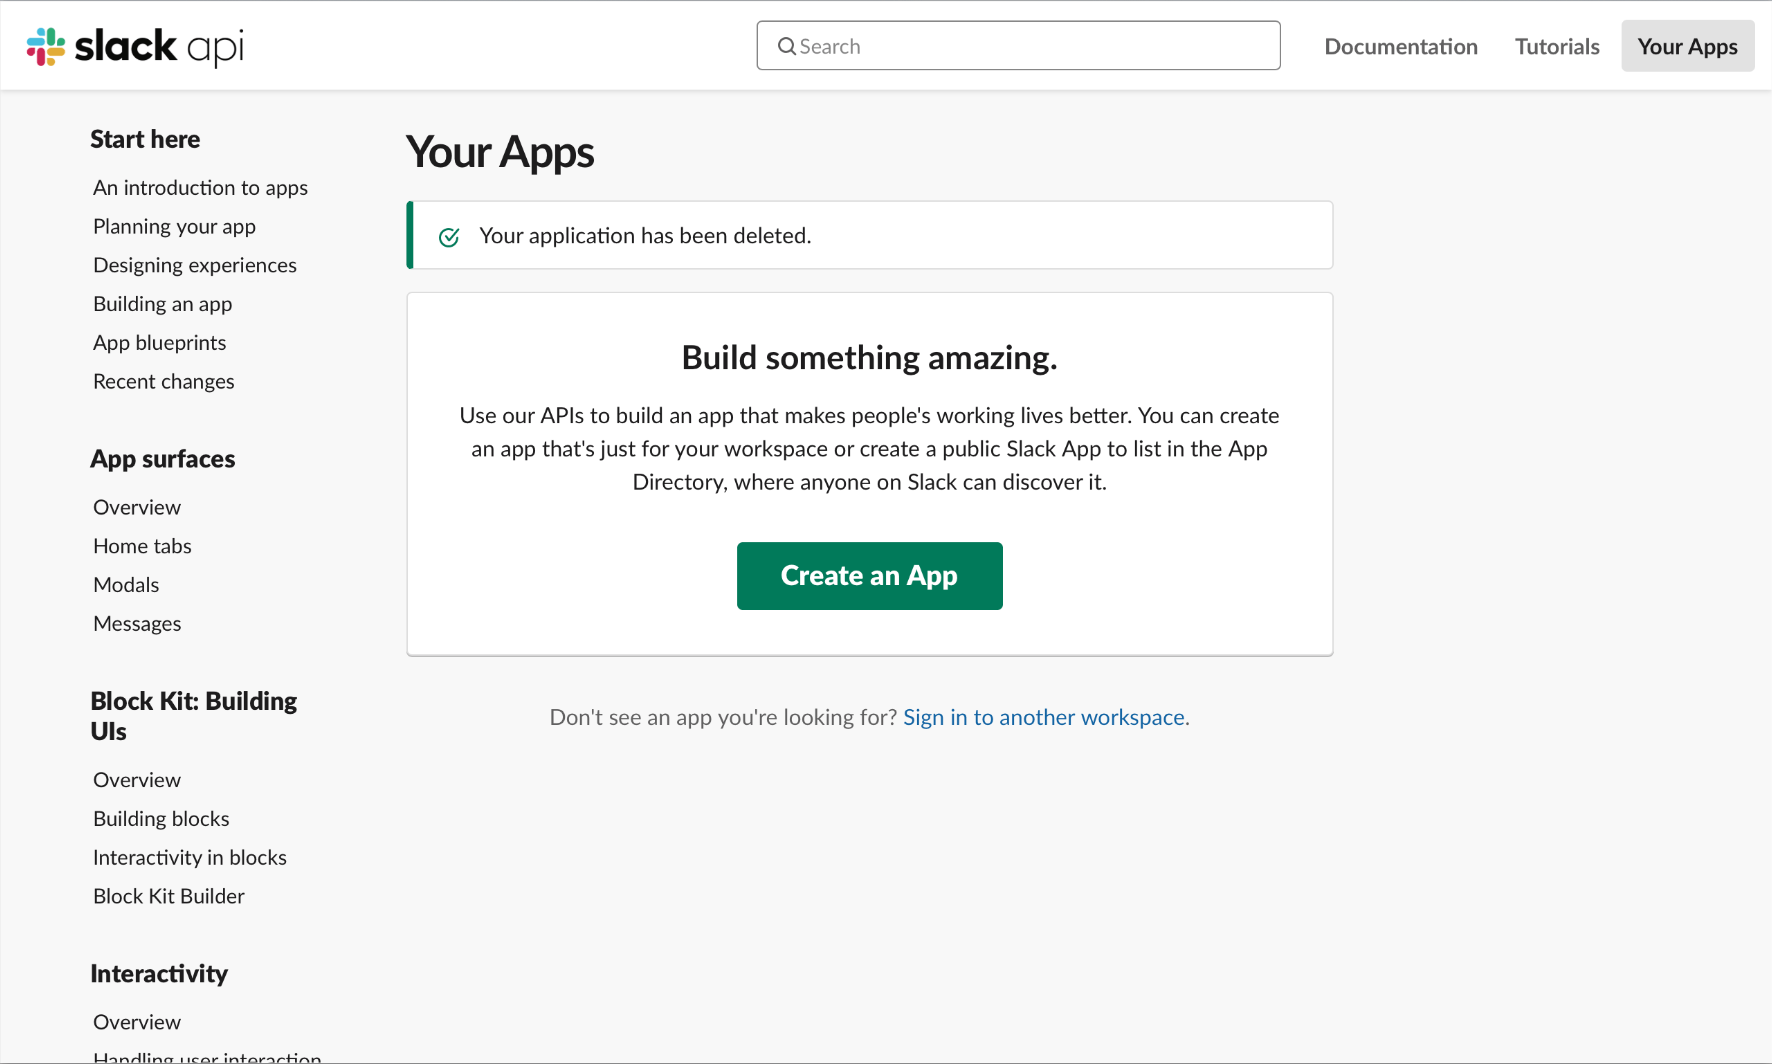 slack api
Search
Documentation
Tutorials
Your Apps
Start here
An introduction to apps
Planning your app
Designing experiences
Building an app
App blueprints
Recent changes
App surfaces
Overview
Home tabs
Modals
Messages
Block Kit: Building
UIs
Overview
Building blocks
Interactivity in blocks
Block Kit Builder
Interactivity
Overview
Handling user interaction
Your Apps
Your application has been deleted.
Build something amazing.
Use our APIs to build an app that makes people's working lives better. You can create
an app that's just for your workspace or create a public Slack App to list in the App
Directory, where anyone on Slack can discover it.
Create an App
Don't see an app you're looking for? Sign in to another workspace.